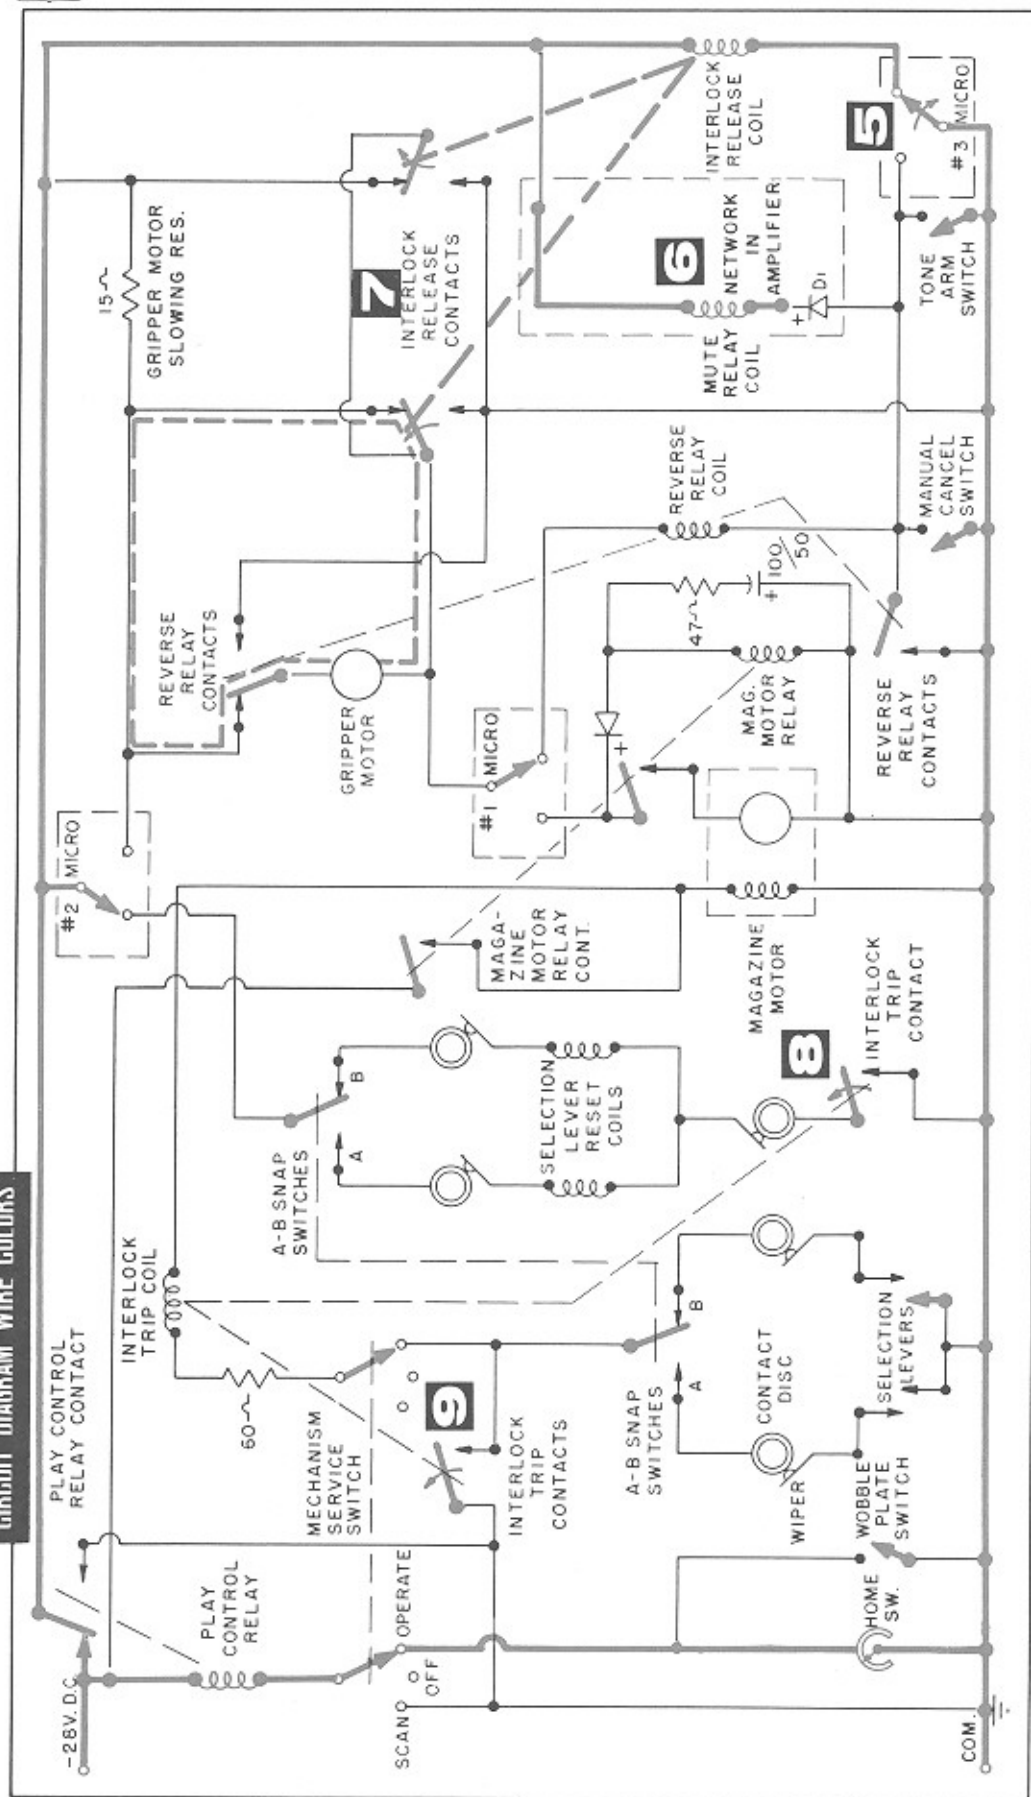 CIRCUIT DIAGRAM WIRE COLORS
-28V. D.C.
PLAY CONTROL
RELAY CONTACT
PLAY
CONTROL
RELAY
SCAN
OFF
OPERATE
COM.
HOME
SW.
WOBBLE
PLATE
SWITCH
INTERLOCK
TRIP COIL
60
MECHANISM
SERVICE
SWITCH
9
INTERLOCK
TRIP
CONTACTS
A-B SNAP
SWITCHES
A
B
WIPER
CONTACT
DISC
SELECTION
LEVERS
A-B SNAP
SWITCHES
A
B
SELECTION
LEVER
RESET
COILS
8
INTERLOCK
TRIP
CONTACT
#2
MICRO
MAGA-
ZINE
MOTOR
RELAY
CONT.
MAGAZINE
MOTOR
#1
MICRO
+
MAG.
MOTOR
RELAY
47
+
100/50
REVERSE
RELAY
CONTACTS
REVERSE
RELAY
CONTACTS
GRIPPER
MOTOR
15
GRIPPER MOTOR
SLOWING RES.
7
INTERLOCK
RELEASE
CONTACTS
REVERSE
RELAY
COIL
MANUAL
CANCEL
SWITCH
6
MUTE
RELAY
COIL
NETWORK
IN
AMPLIFIER
+
D1
INTERLOCK
RELEASE
COIL
5
#3
MICRO
TONE
ARM
SWITCH